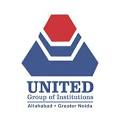 UNITED
Group of Institutions
Allahabad • Greater Noida